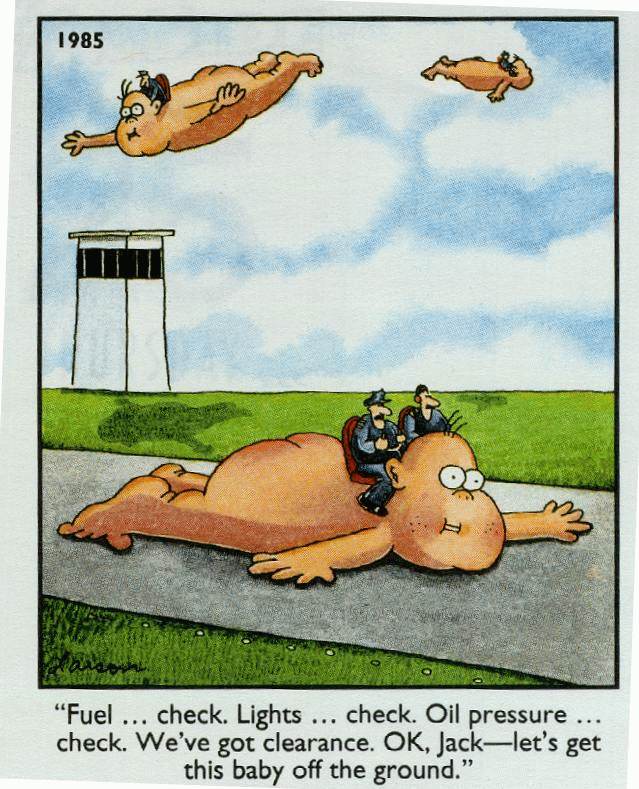 1985
Larson
“Fuel ... check. Lights ... check. Oil pressure ...
check. We’ve got clearance. OK, Jack—let’s get
this baby off the ground.”